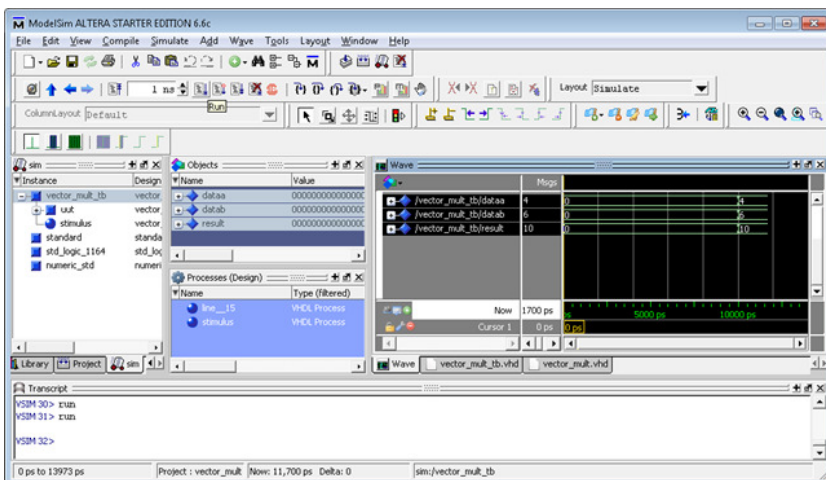 ModelSim ALTERA STARTER EDITION 6.6c
File Edit View Compile Simulate Add Wave Tools Layout Window Help
1 ns
Layout Simulate
Run
ColumnLayout Default
sim
Objects
Wave
Instance Design
Name Value
Msgs
vector_mult_tb vector
uut vector
stimulus vector
standard standa
std_logic_1164 std_log
numeric_std numeri
dataa 000000000000000
datab 000000000000000
result 000000000000000
/vector_mult_tb/dataa 4 0 4
/vector_mult_tb/datab 6 0 6
/vector_mult_tb/result 10 0 10
Processes (Design)
Name Type (filtered)
line__15 VHDL Process
stimulus VHDL Process
Now 1700 ps ps 5000 ps 10000 ps
Cursor 1 0 ps 0 ps
Library Project sim
Wave vector_mult_tb.vhd vector_mult.vhd
Transcript
VSIM 30> run
VSIM 31> run
VSIM 32>
0 ps to 13973 ps Project : vector_mult Now: 11,700 ps Delta: 0 sim:/vector_mult_tb